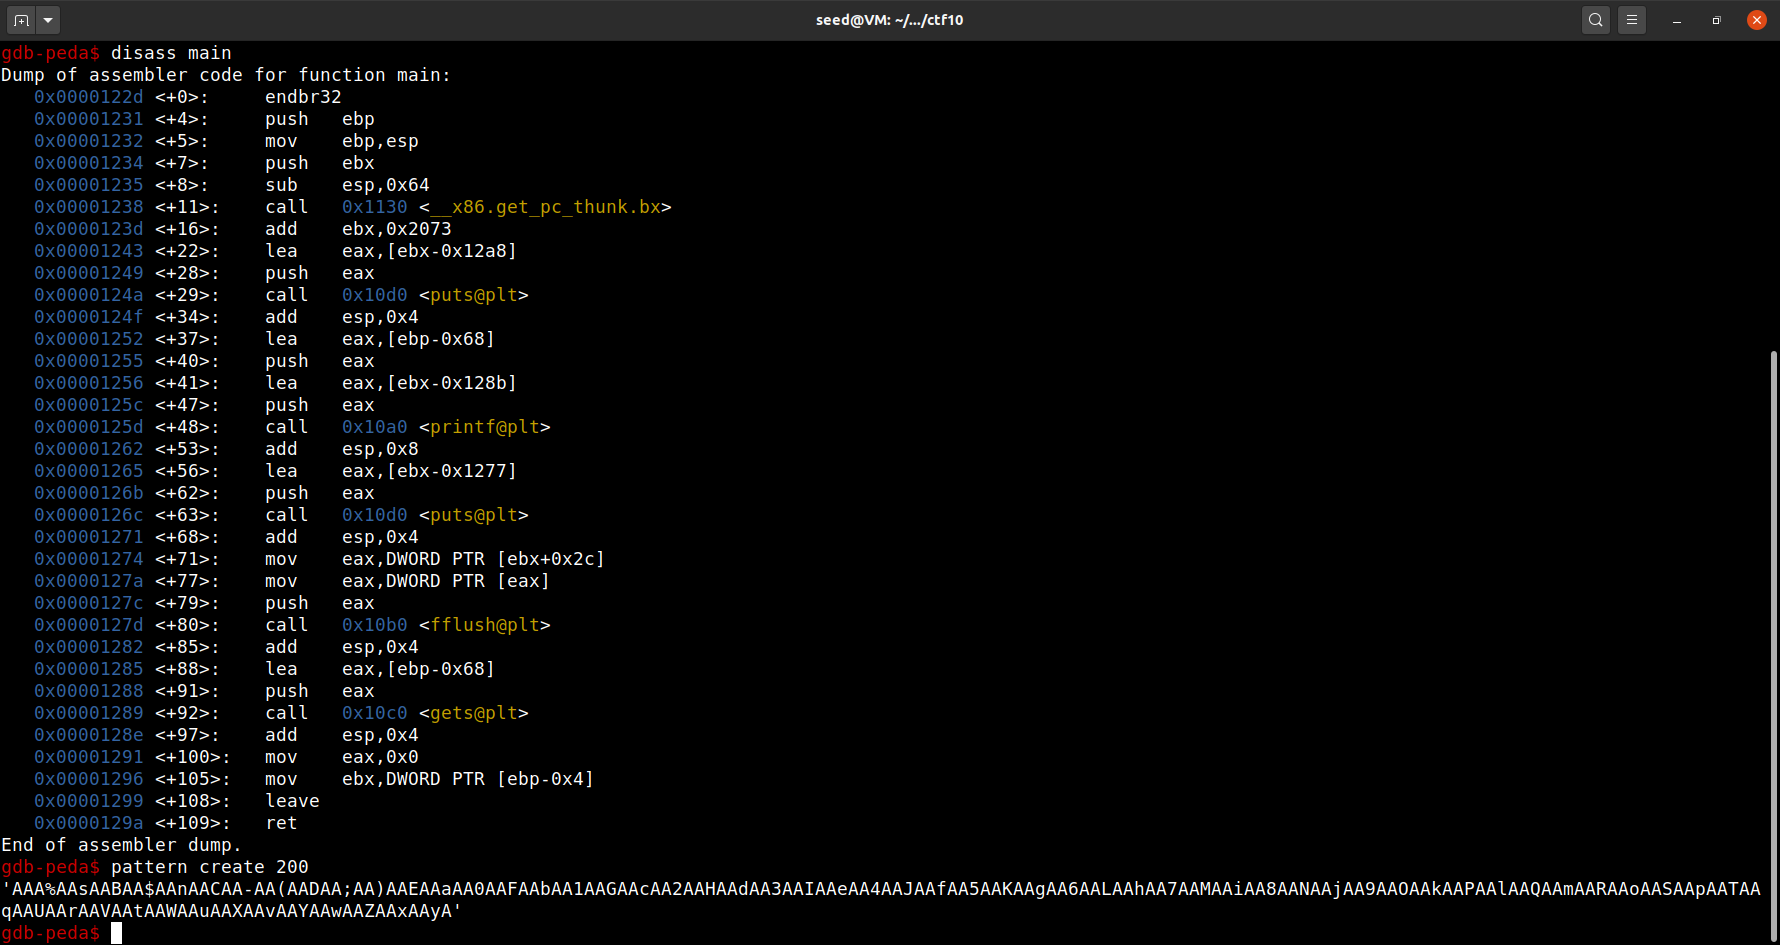 seed@VM: ~/.../ctf10
gdb-peda$ disass main
Dump of assembler code for function main:
   0x0000122d <+0>:     endbr32
   0x00001231 <+4>:     push   ebp
   0x00001232 <+5>:     mov    ebp,esp
   0x00001234 <+7>:     push   ebx
   0x00001235 <+8>:     sub    esp,0x64
   0x00001238 <+11>:    call   0x1130 <__x86.get_pc_thunk.bx>
   0x0000123d <+16>:    add    ebx,0x2073
   0x00001243 <+22>:    lea    eax,[ebx-0x12a8]
   0x00001249 <+28>:    push   eax
   0x0000124a <+29>:    call   0x10d0 <puts@plt>
   0x0000124f <+34>:    add    esp,0x4
   0x00001252 <+37>:    lea    eax,[ebp-0x68]
   0x00001255 <+40>:    push   eax
   0x00001256 <+41>:    lea    eax,[ebx-0x128b]
   0x0000125c <+47>:    push   eax
   0x0000125d <+48>:    call   0x10a0 <printf@plt>
   0x00001262 <+53>:    add    esp,0x8
   0x00001265 <+56>:    lea    eax,[ebx-0x1277]
   0x0000126b <+62>:    push   eax
   0x0000126c <+63>:    call   0x10d0 <puts@plt>
   0x00001271 <+68>:    add    esp,0x4
   0x00001274 <+71>:    mov    eax,DWORD PTR [ebx+0x2c]
   0x0000127a <+77>:    mov    eax,DWORD PTR [eax]
   0x0000127c <+79>:    push   eax
   0x0000127d <+80>:    call   0x10b0 <fflush@plt>
   0x00001282 <+85>:    add    esp,0x4
   0x00001285 <+88>:    lea    eax,[ebp-0x68]
   0x00001288 <+91>:    push   eax
   0x00001289 <+92>:    call   0x10c0 <gets@plt>
   0x0000128e <+97>:    add    esp,0x4
   0x00001291 <+100>:   mov    eax,0x0
   0x00001296 <+105>:   mov    ebx,DWORD PTR [ebp-0x4]
   0x00001299 <+108>:   leave
   0x0000129a <+109>:   ret
End of assembler dump.
gdb-peda$ pattern create 200
'AAA%AAsAABAA$AAnAACAA-AA(AADAA;AA)AAEAAaAA0AAFAAbAA1AAGAAcAA2AAHAAdAA3AAIAAeAA4AAJAAfAA5AAKAAgAA6AALAAhAA7AAMAAiAA8AANAAjAA9AAOAAkAAPAAlAAQAAmAARAAoAASAApAATAA
qAAUAArAAVAAtAAWAAuAAXAAvAAYAAwAAZAAxAAyA'
gdb-peda$